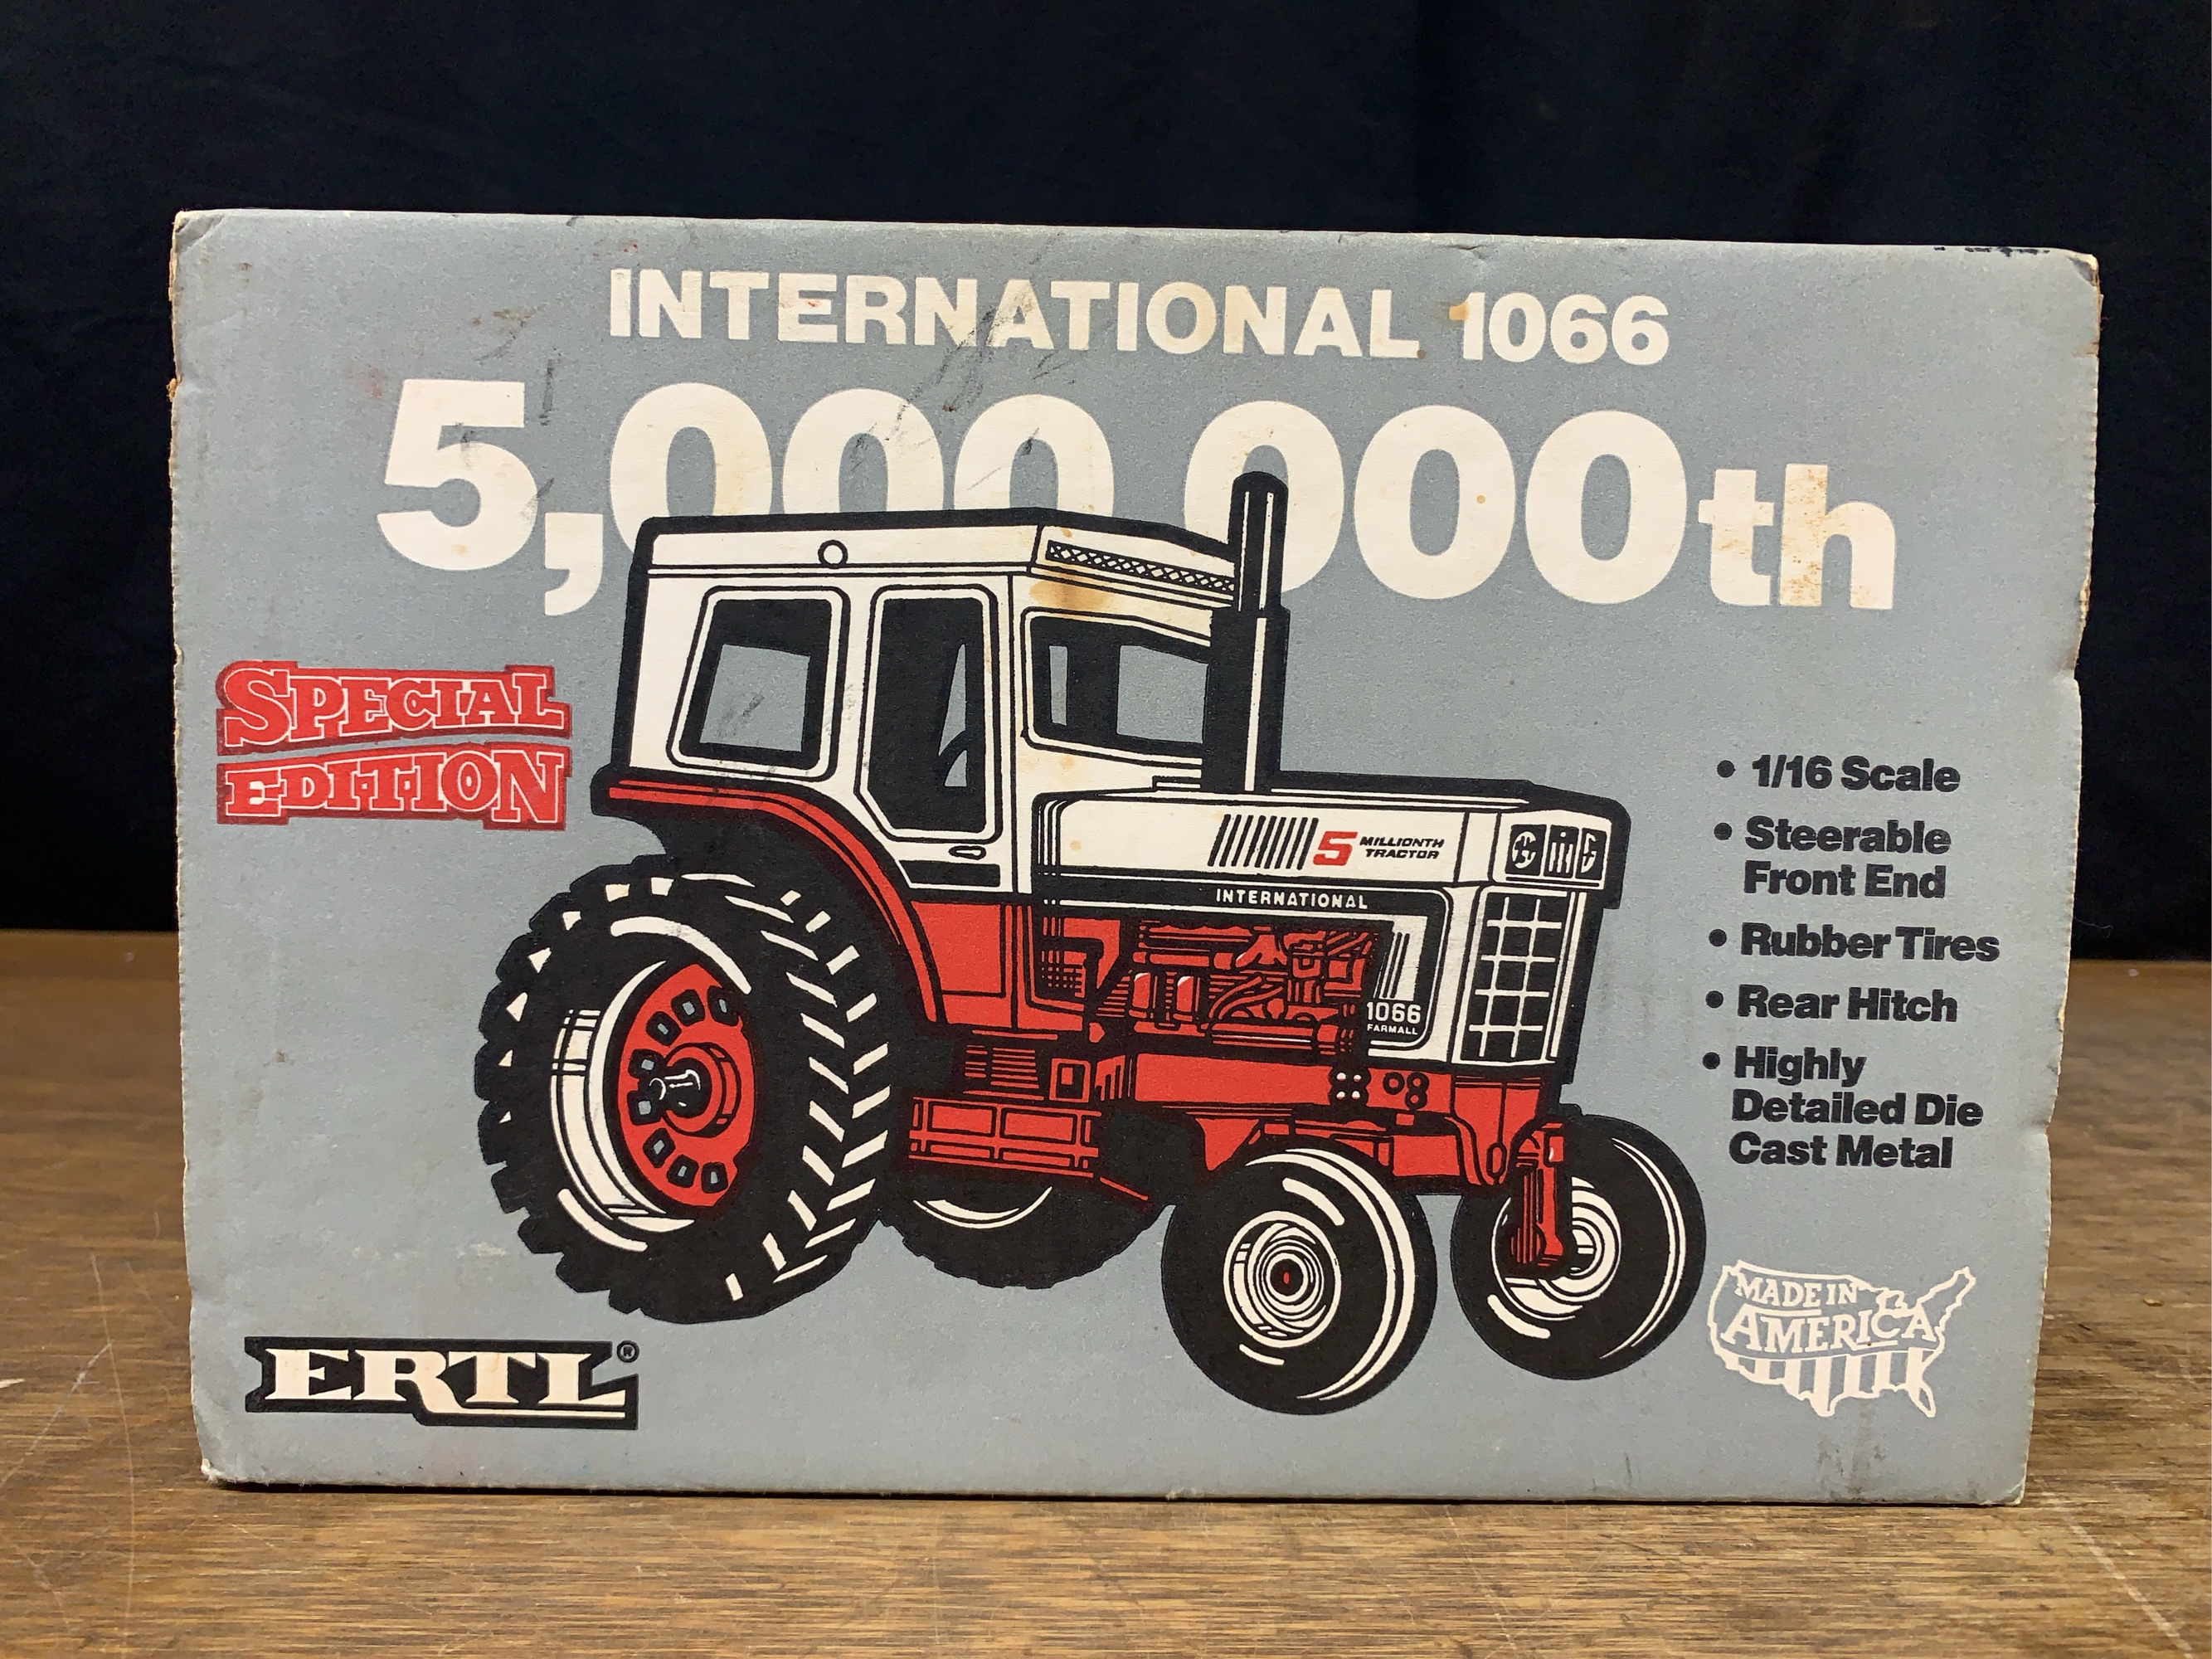 INTERNATIONAL 1066
5,000,000th
SPECIAL
EDITION
5 MILLIONTH
TRACTOR
INTERNATIONAL
1066
FARMALL
• 1/16 Scale
• Steerable
Front End
• Rubber Tires
• Rear Hitch
• Highly
Detailed Die
Cast Metal
MADE IN
AMERICA
ERTL®